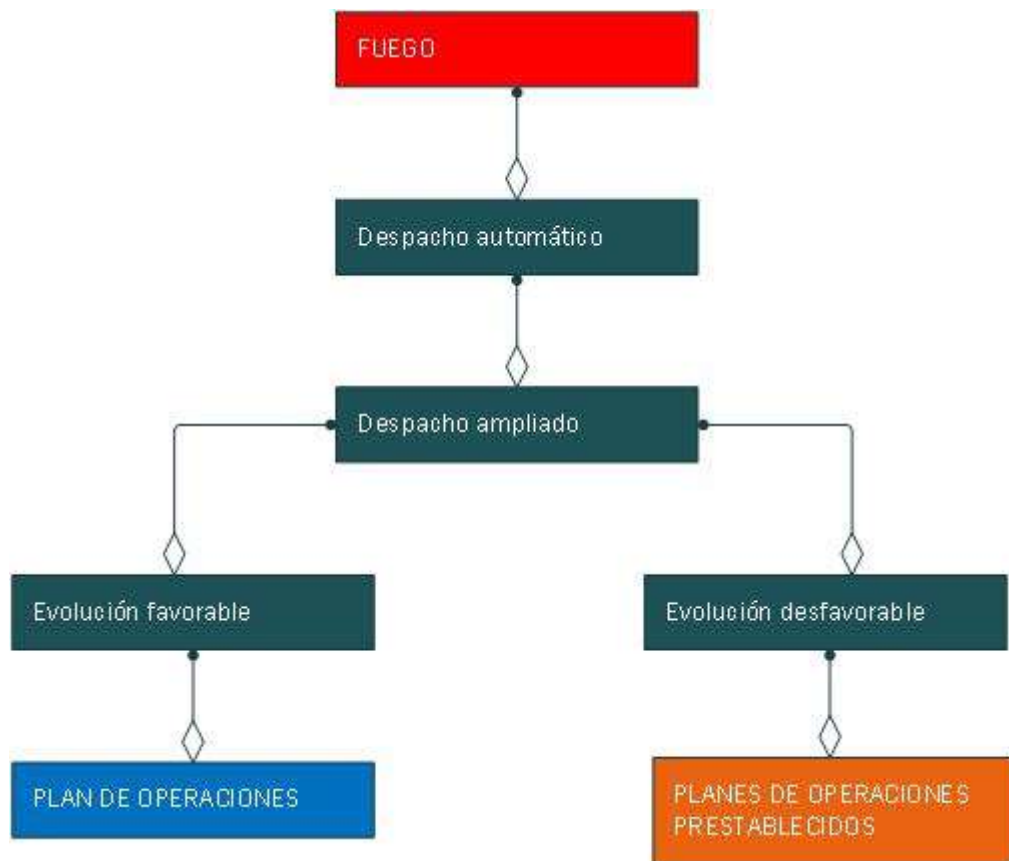 FUEGO
Despacho automático
Despacho ampliado
Evolución favorable
Evolución desfavorable
PLAN DE OPERACIONES
PLANES DE OPERACIONES
PRESTABLECIDOS